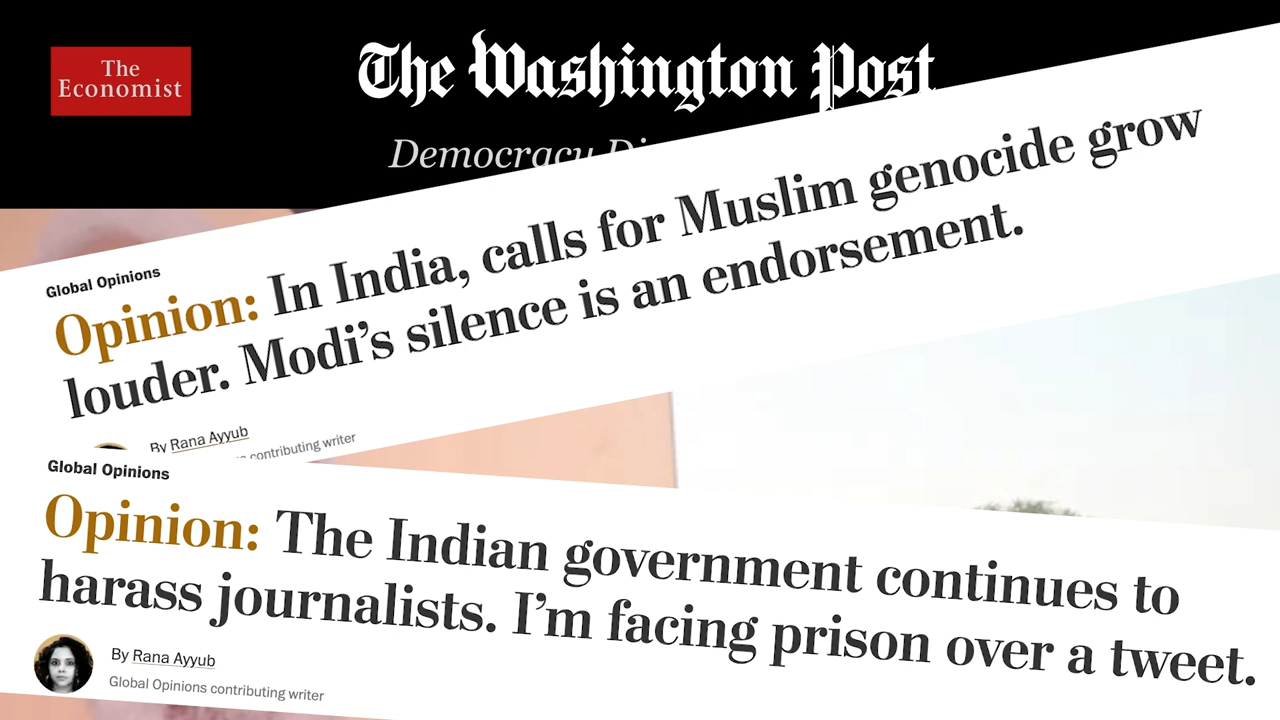 The
Economist
The Washington Post
Democracy
Global Opinions
Opinion: In India, calls for Muslim genocide grow
louder. Modi’s silence is an endorsement.
By Rana Ayyub
contributing writer
Global Opinions
Opinion: The Indian government continues to
harass journalists. I’m facing prison over a tweet.
By Rana Ayyub
Global Opinions contributing writer